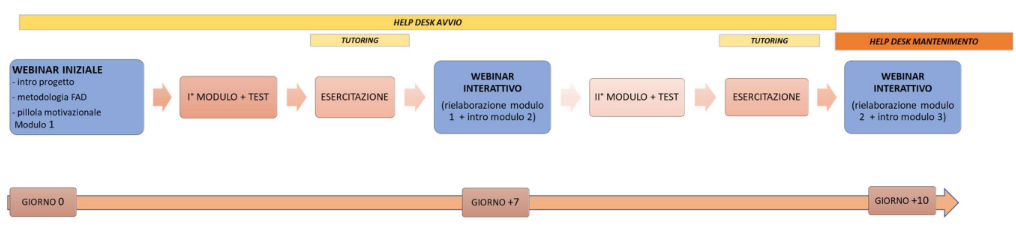 HELP DESK AVVIO
TUTORING
TUTORING
HELP DESK MANTENIMENTO
WEBINAR INIZIALE
- intro progetto
- metodologia FAD
- pillola motivazionale
Modulo 1
I° MODULO + TEST
ESERCITAZIONE
WEBINAR
INTERATTIVO
(rielaborazione modulo
1 + intro modulo 2)
II° MODULO + TEST
ESERCITAZIONE
WEBINAR
INTERATTIVO
(rielaborazione modulo
2 + intro modulo 3)
GIORNO 0
GIORNO +7
GIORNO +10